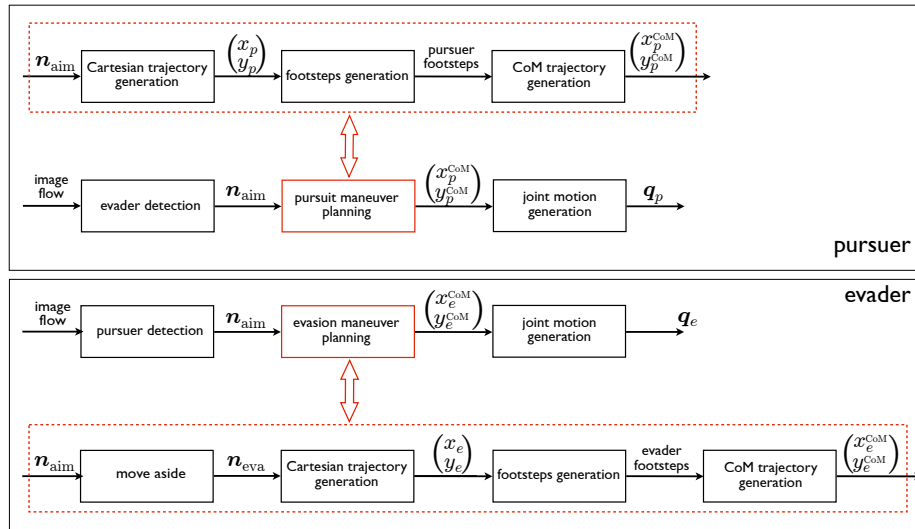 n_aim
Cartesian trajectory
generation
(x_p
y_p)
footsteps generation
pursuer
footsteps
CoM trajectory
generation
(x_p^CoM
y_p^CoM)
image
flow
evader detection
n_aim
pursuit maneuver
planning
(x_p^CoM
y_p^CoM)
joint motion
generation
q_p
pursuer
evader
image
flow
pursuer detection
n_aim
evasion maneuver
planning
(x_e^CoM
y_e^CoM)
joint motion
generation
q_e
n_aim
move aside
n_eva
Cartesian trajectory
generation
(x_e
y_e)
footsteps generation
evader
footsteps
CoM trajectory
generation
(x_e^CoM
y_e^CoM)